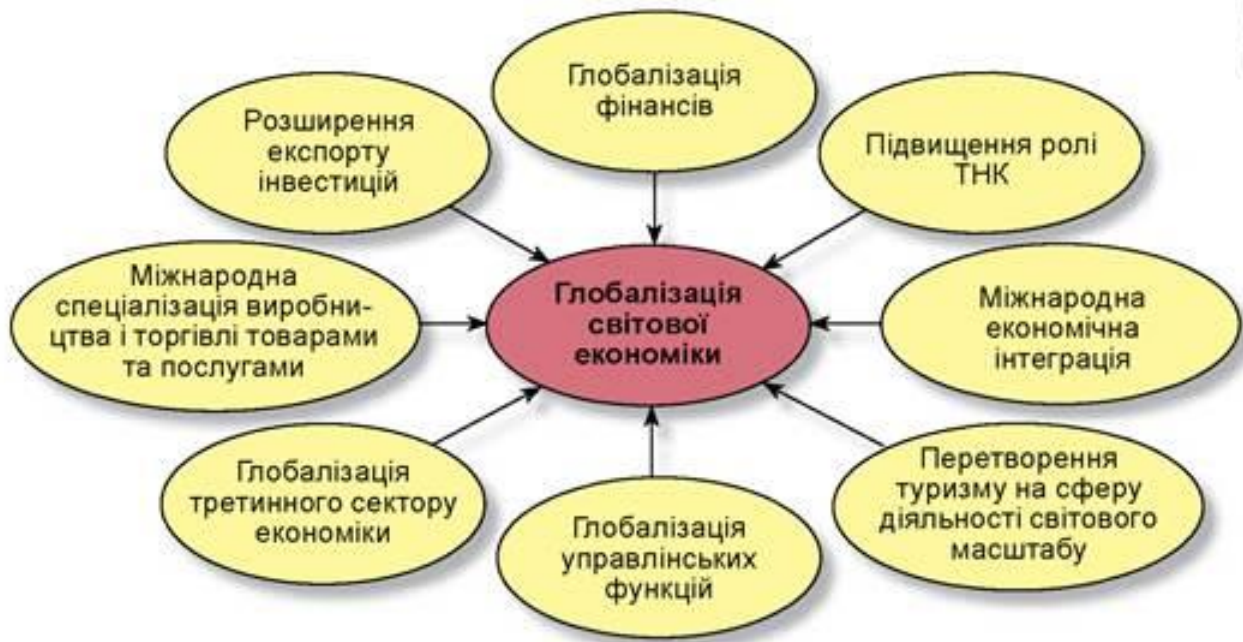 Глобалізація
фінансів
Розширення
експорту
інвестицій
Підвищення ролі
ТНК
Міжнародна
спеціалізація виробни-
цтва і торгівлі товарами
та послугами
Глобалізація
світової
економіки
Міжнародна
економічна
інтеграція
Глобалізація
третинного сектору
економіки
Глобалізація
управлінських
функцій
Перетворення
туризму на сферу
діяльності світового
масштабу